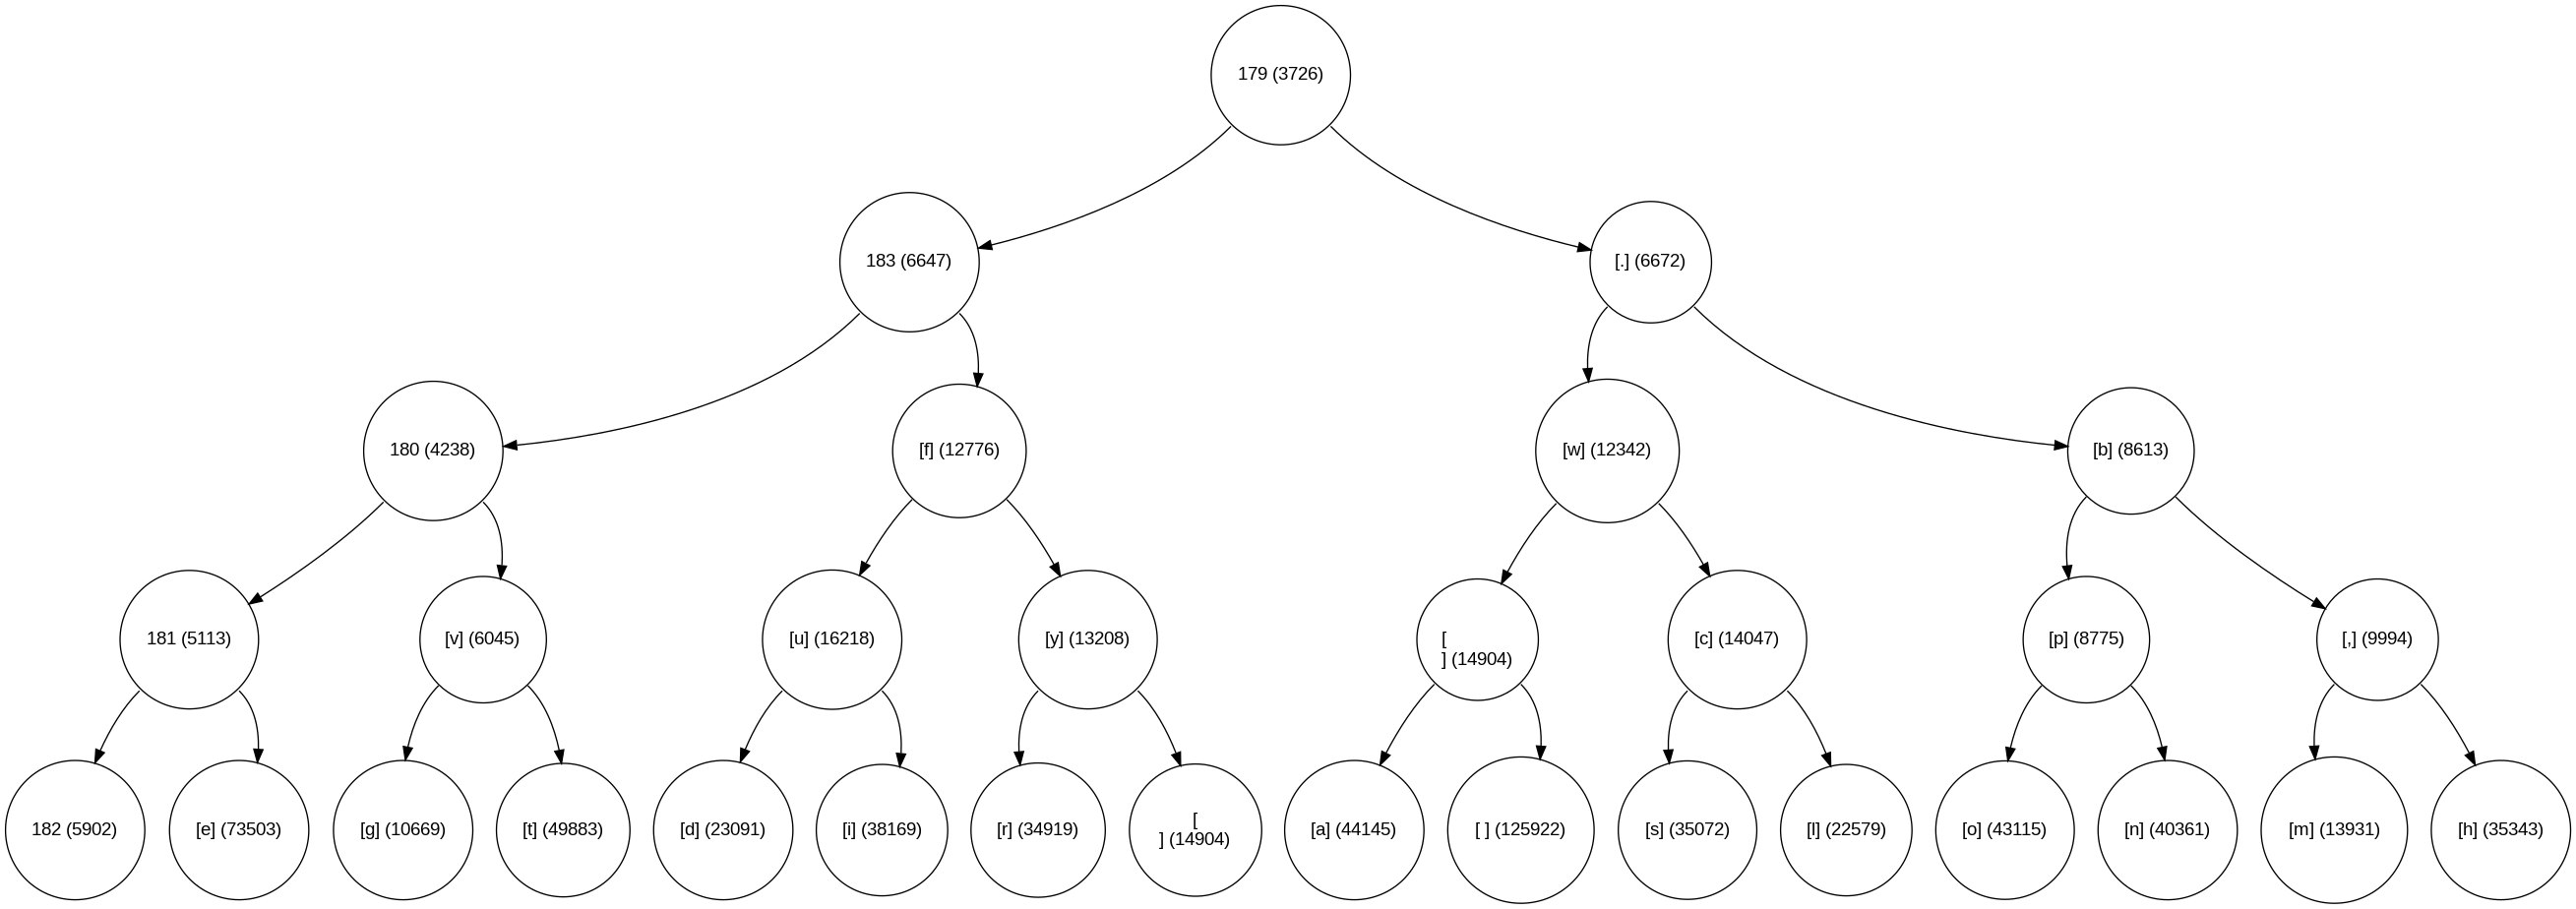 179 (3726)
183 (6647)
[.] (6672)
180 (4238)
[f] (12776)
[w] (12342)
[b] (8613)
181 (5113)
[v] (6045)
[u] (16218)
[y] (13208)
[
] (14904)
[c] (14047)
[p] (8775)
[,] (9994)
182 (5902)
[e] (73503)
[g] (10669)
[t] (49883)
[d] (23091)
[i] (38169)
[r] (34919)
[
] (14904)
[a] (44145)
[ ] (125922)
[s] (35072)
[l] (22579)
[o] (43115)
[n] (40361)
[m] (13931)
[h] (35343)